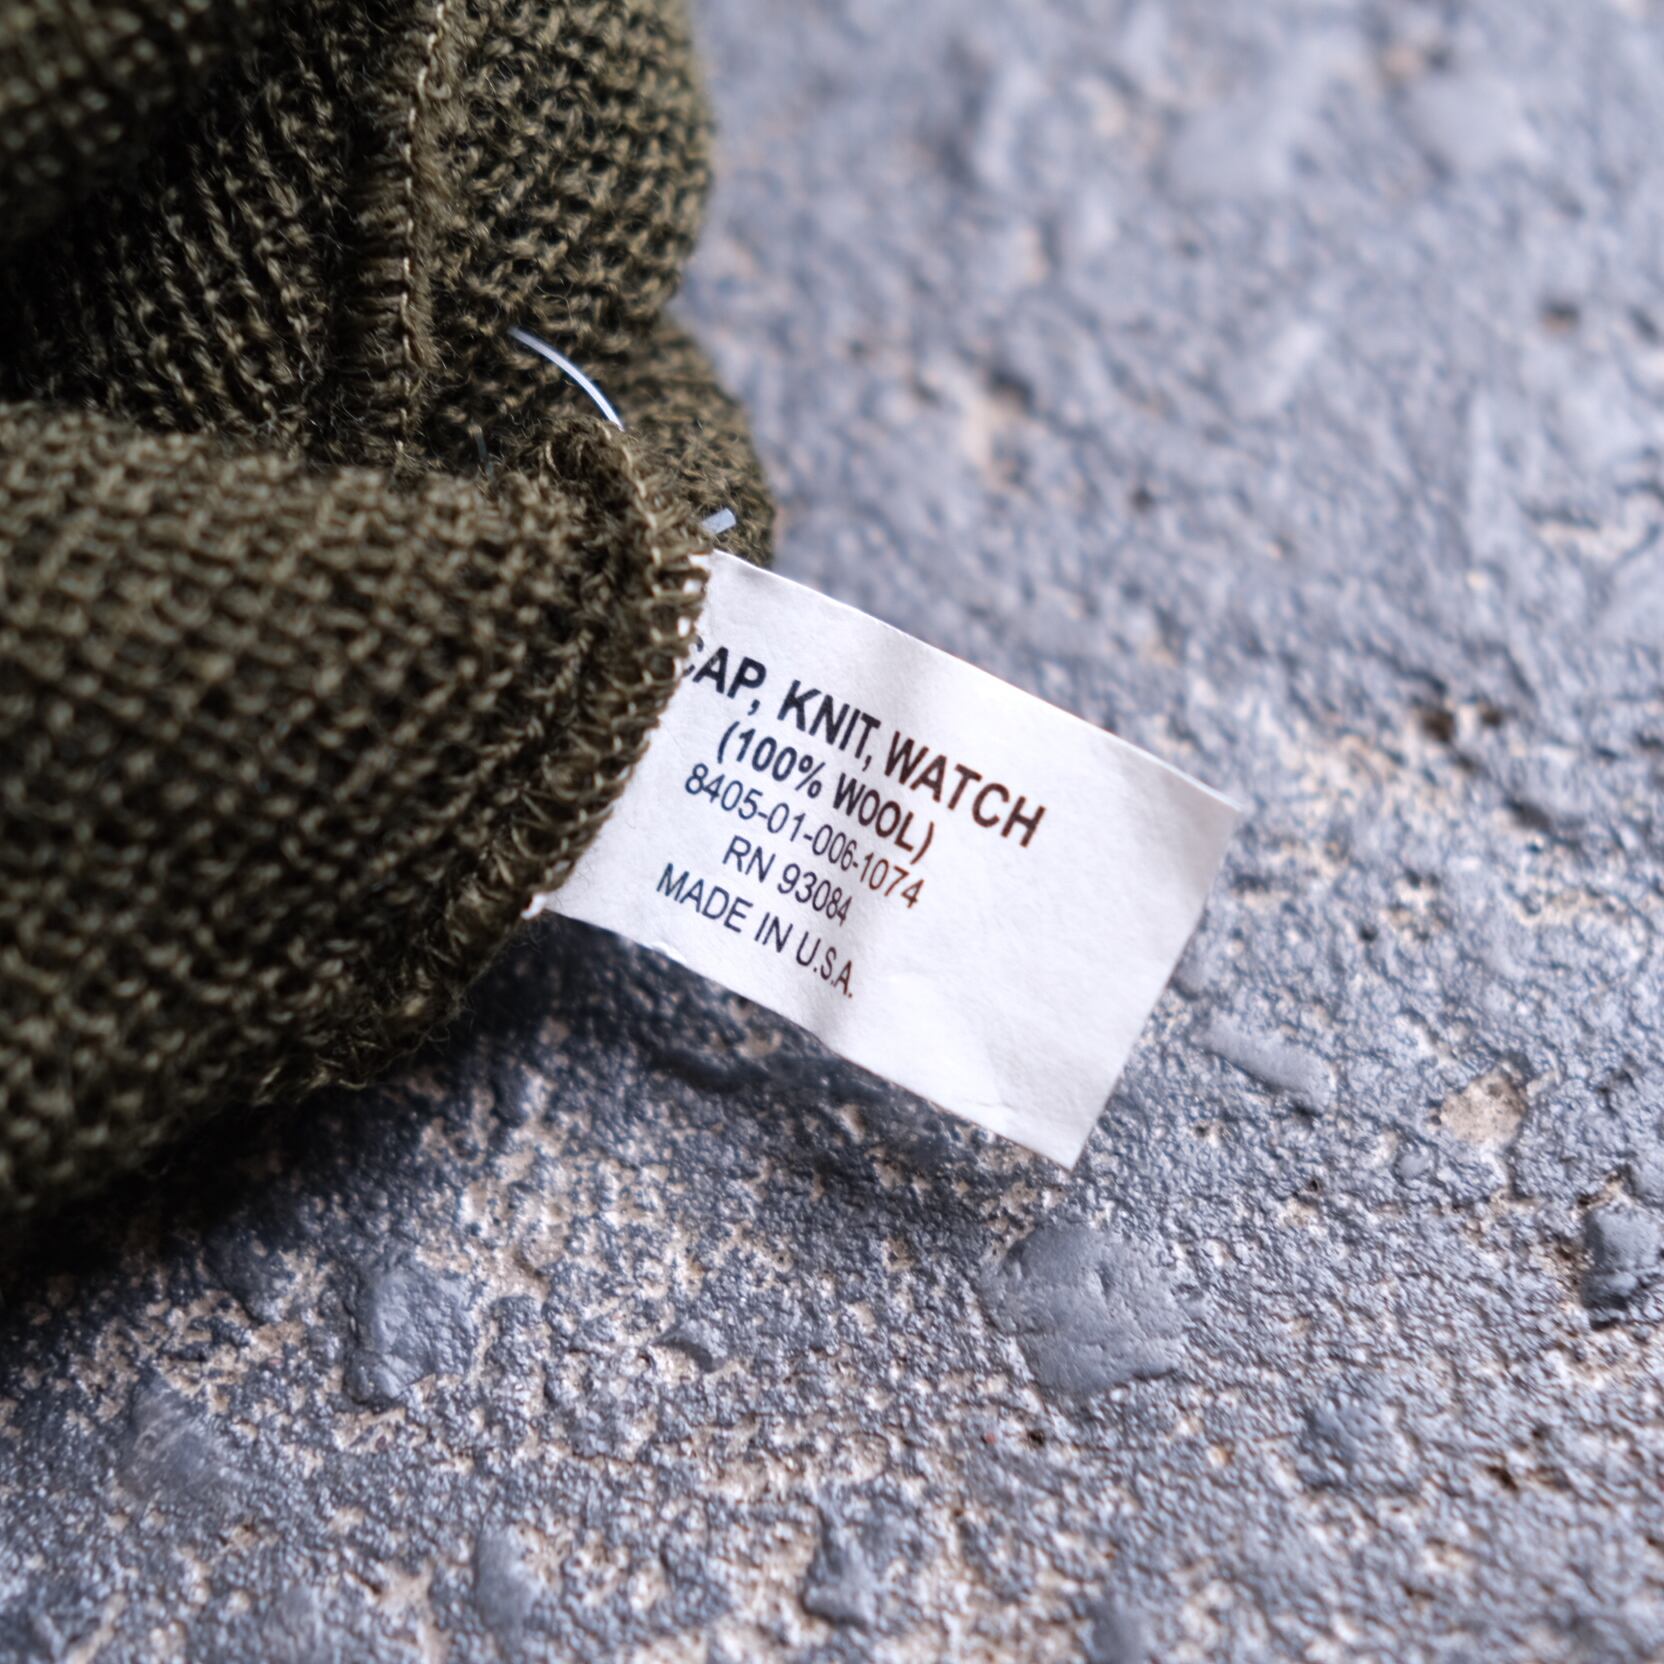 CAP, KNIT, WATCH
(100% WOOL)
8405-01-006-1074
RN 93084
MADE IN U.S.A.